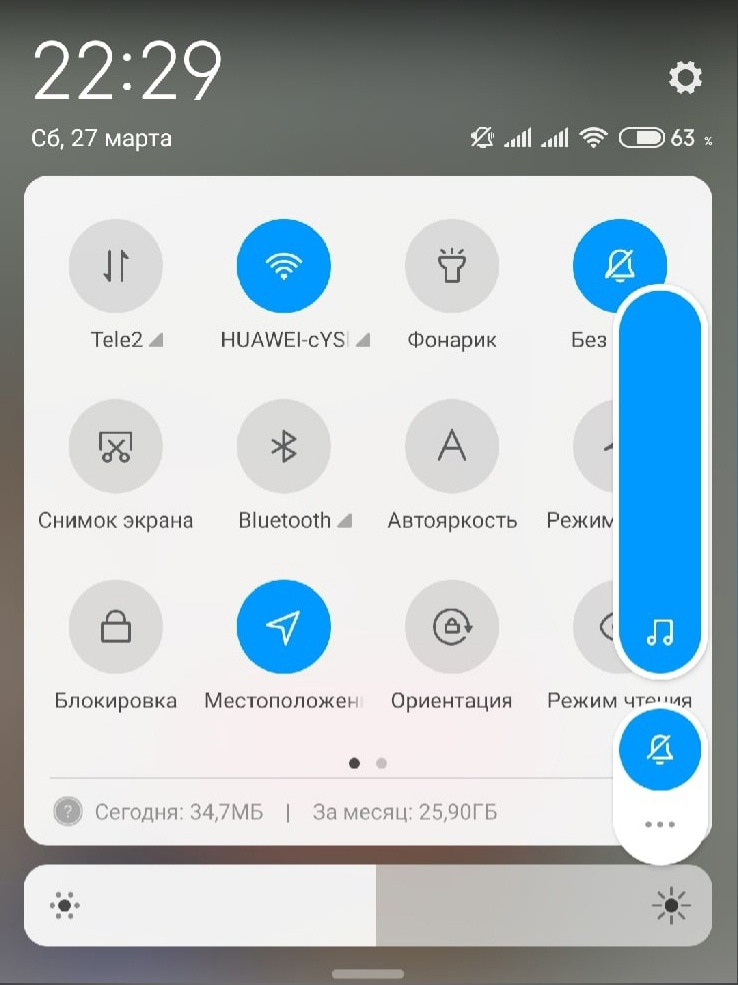 22:29
Сб, 27 марта
63 %
Tele2 HUAWEI-cYS Фонарик Без
Снимок экрана Bluetooth Автояркость Режим
Блокировка Местоположен Ориентация Режим чтения
? Сегодня: 34,7МБ | За месяц: 25,90ГБ